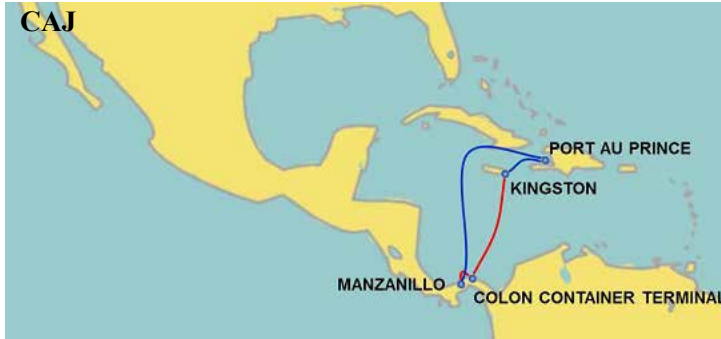 CAJ
PORT AU PRINCE
KINGSTON
MANZANILLO
COLON CONTAINER TERMINAL